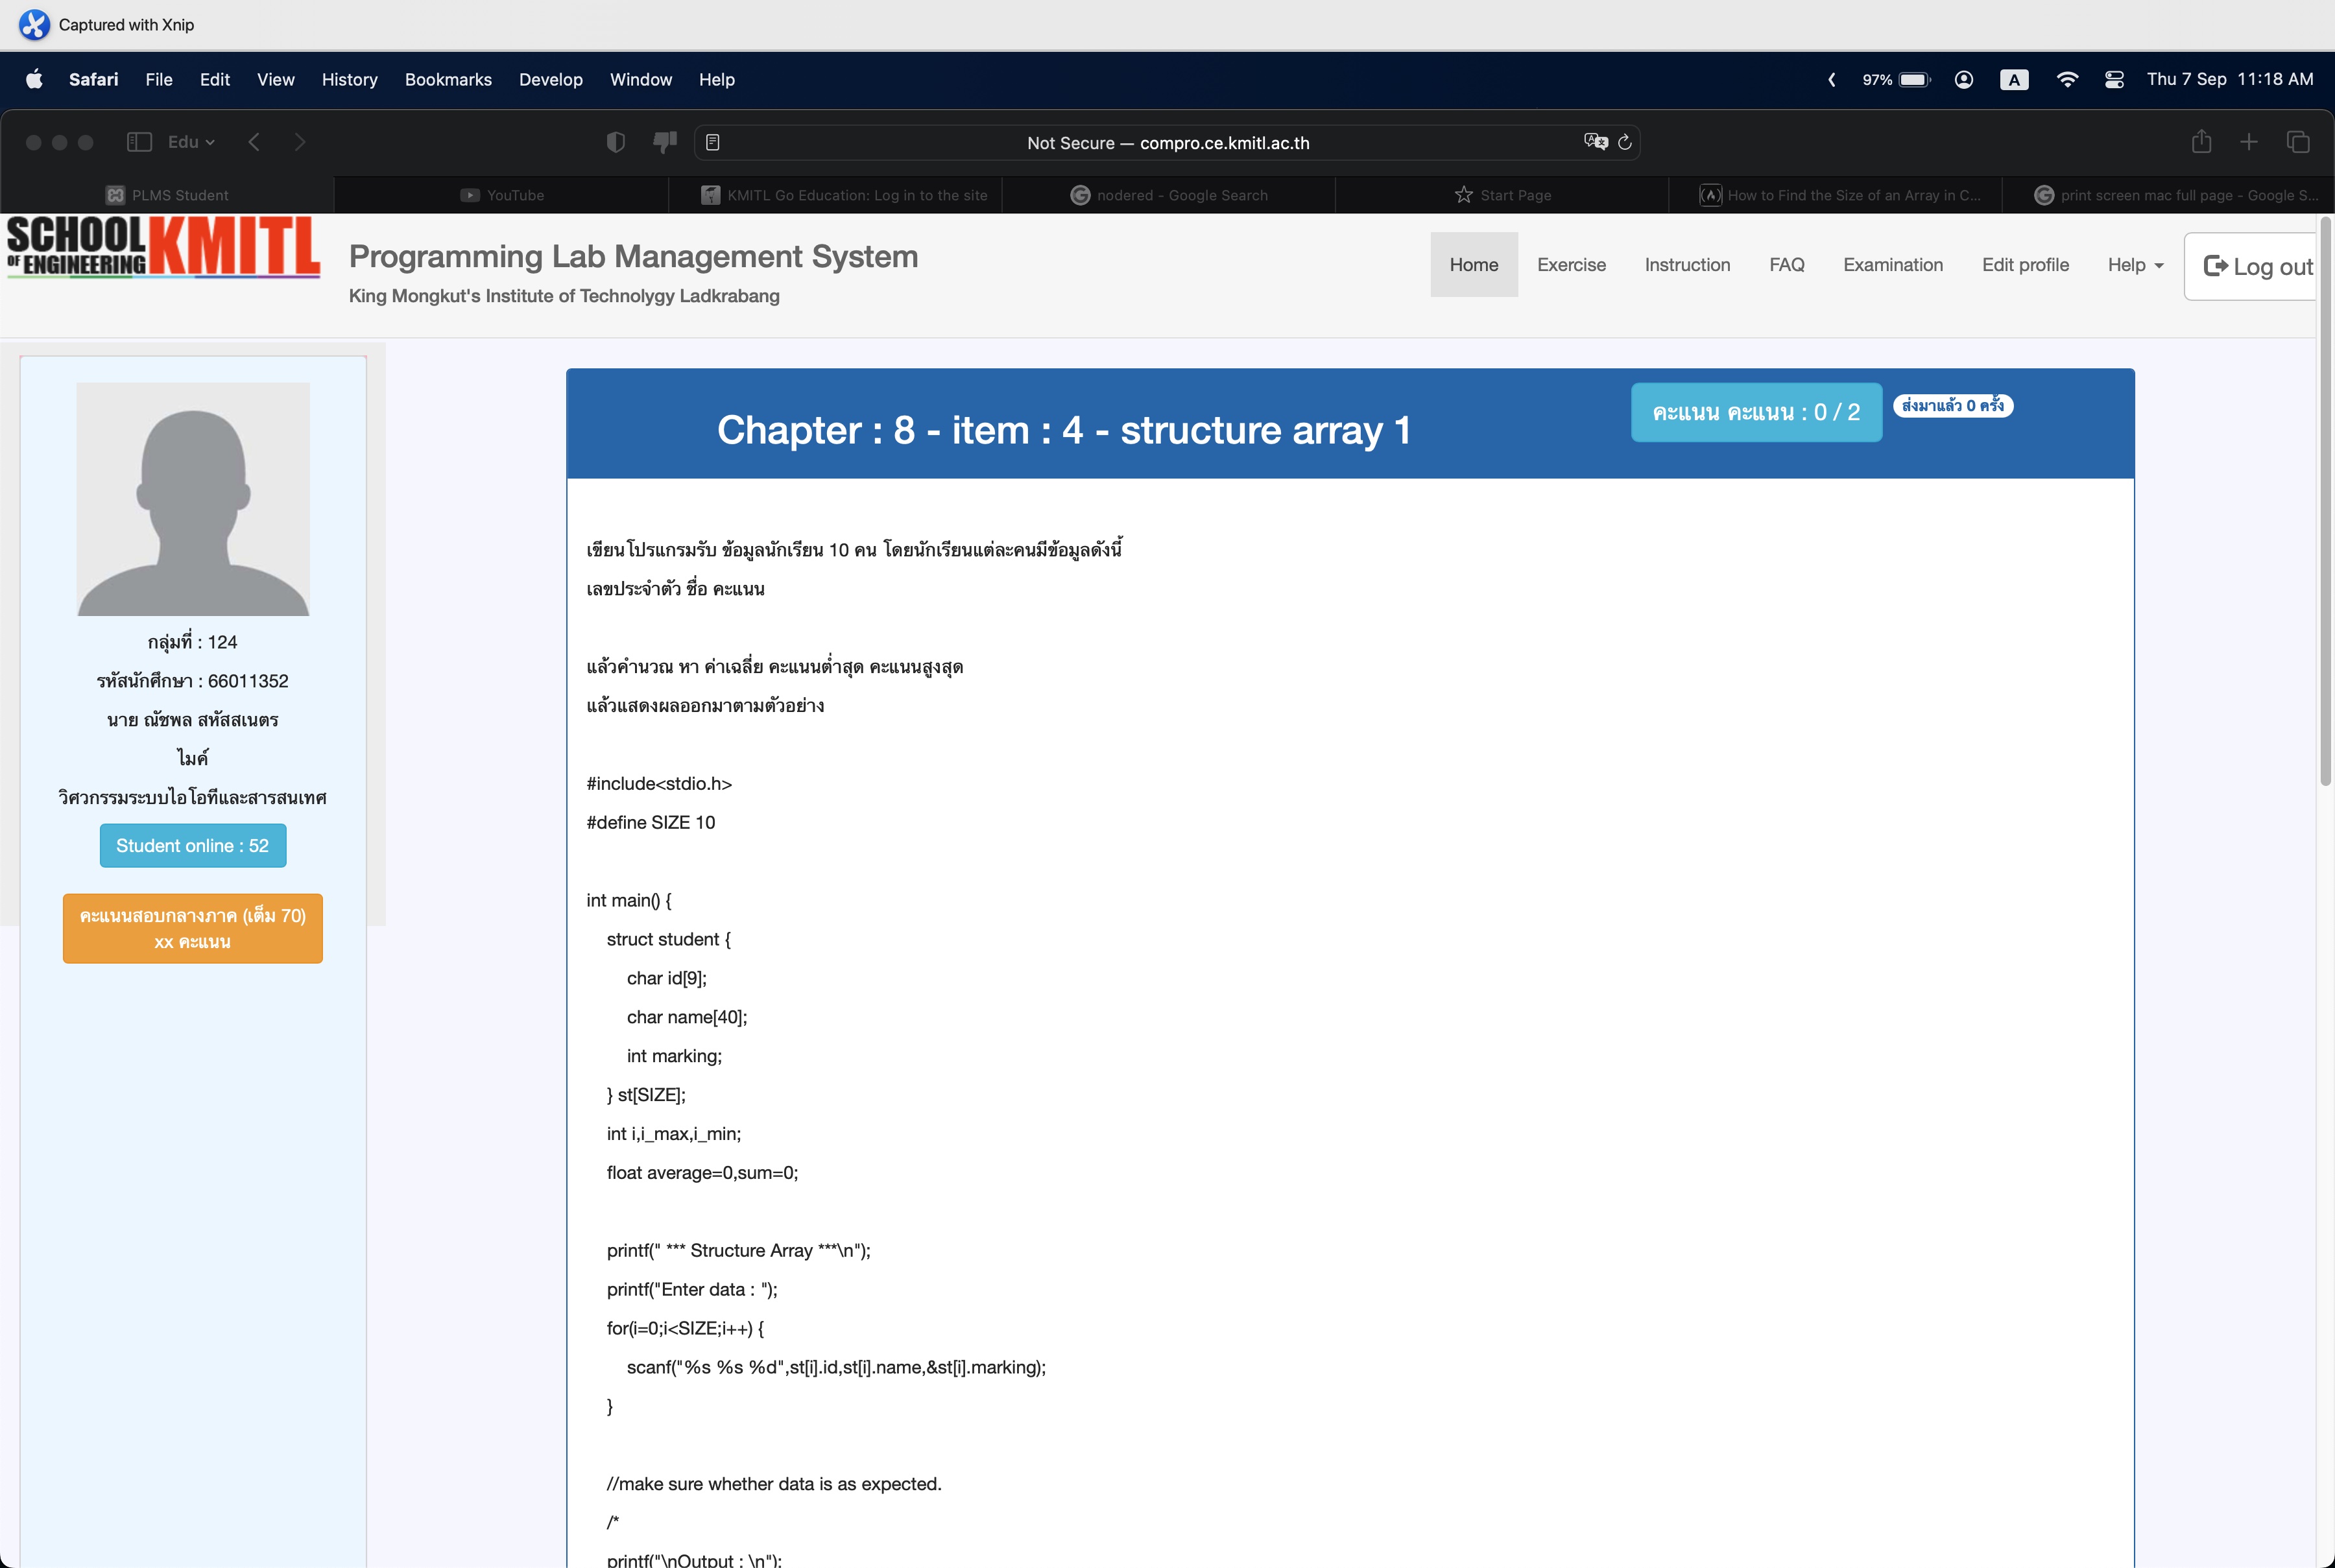 Captured with Xnip
Safari File Edit View History Bookmarks Develop Window Help 97% A Thu 7 Sep 11:18 AM
Edu Not Secure — compro.ce.kmitl.ac.th
PLMS Student YouTube KMITL Go Education: Log in to the site nodered - Google Search Start Page How to Find the Size of an Array in C... print screen mac full page - Google S...
SCHOOL OF ENGINEERING KMITL
Programming Lab Management System
King Mongkut's Institute of Technolygy Ladkrabang
Home Exercise Instruction FAQ Examination Edit profile Help Log out
กลุ่มที่ : 124
รหัสนักศึกษา : 66011352
นาย ณัชพล สหัสสเนตร
ไมค์
วิศวกรรมระบบไอโอทีและสารสนเทศ
Student online : 52
คะแนนสอบกลางภาค (เต็ม 70)
xx คะแนน
Chapter : 8 - item : 4 - structure array 1
คะแนน คะแนน : 0 / 2
ส่งมาแล้ว 0 ครั้ง
เขียนโปรแกรมรับ ข้อมูลนักเรียน 10 คน โดยนักเรียนแต่ละคนมีข้อมูลดังนี้
เลขประจำตัว ชื่อ คะแนน
แล้วคำนวณ หา ค่าเฉลี่ย คะแนนต่ำสุด คะแนนสูงสุด
แล้วแสดงผลออกมาตามตัวอย่าง
#include<stdio.h>
#define SIZE 10
int main() {
struct student {
char id[9];
char name[40];
int marking;
} st[SIZE];
int i,i_max,i_min;
float average=0,sum=0;
printf(" *** Structure Array ***\n");
printf("Enter data : ");
for(i=0;i<SIZE;i++) {
scanf("%s %s %d",st[i].id,st[i].name,&st[i].marking);
}
//make sure whether data is as expected.
/*
printf("\nOutput : \n");